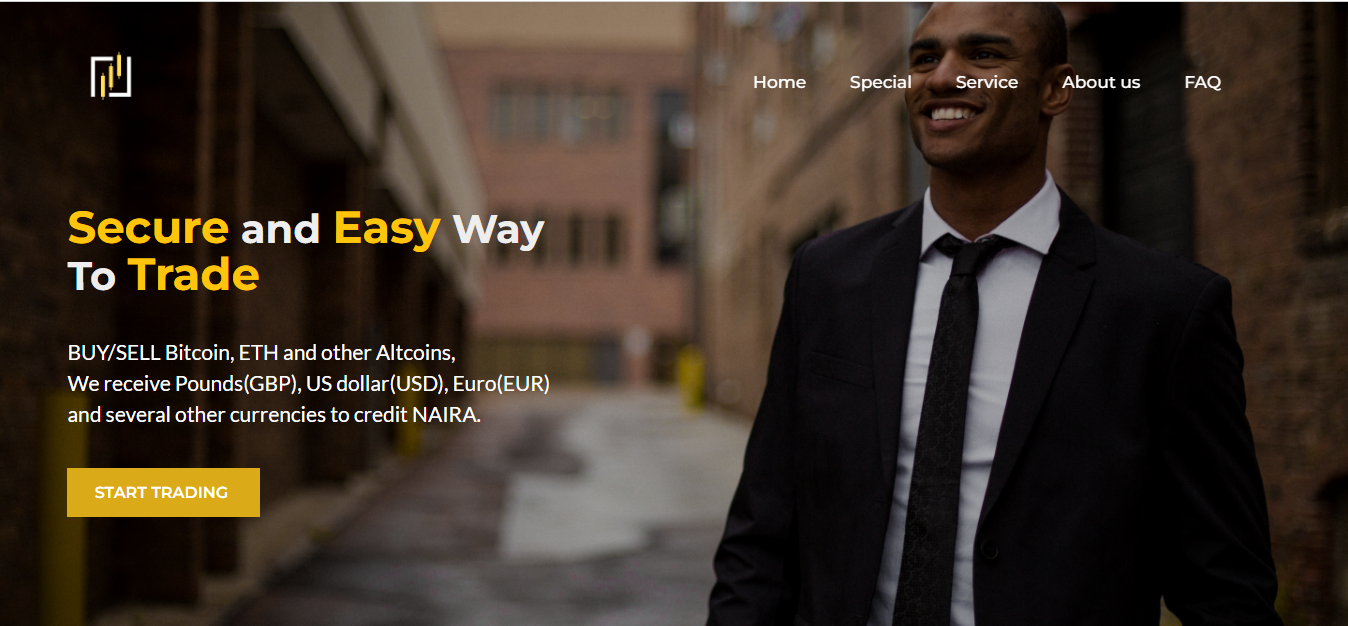 Home Special Service About us FAQ
Secure and Easy Way
To Trade
BUY/SELL Bitcoin, ETH and other Altcoins,
We receive Pounds(GBP), US dollar(USD), Euro(EUR)
and several other currencies to credit NAIRA.
START TRADING